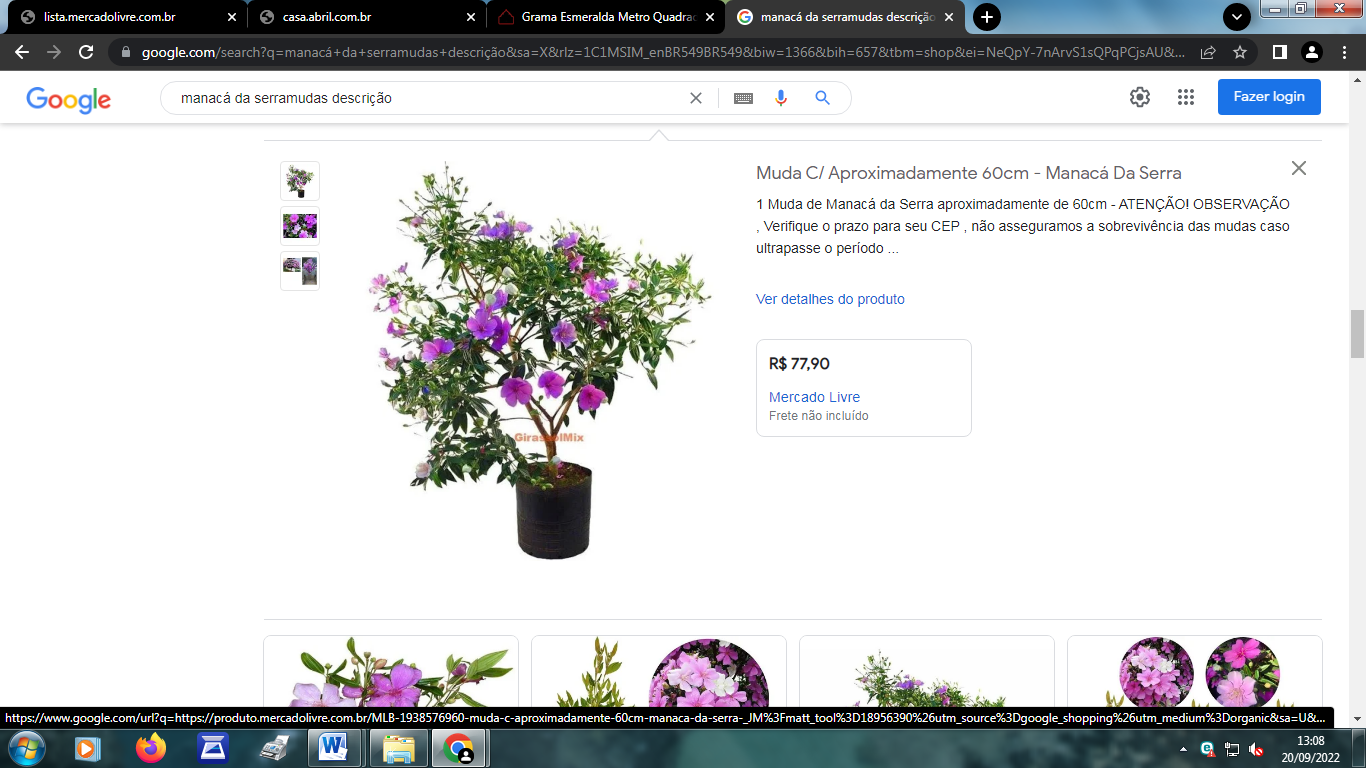 lista.mercadolivre.com.br
casa.abril.com.br
Grama Esmeralda Metro Quadrac
manacá da serramudas descrição
google.com/search?q=manacá+da+serramudas+descrição&sa=X&rlz=1C1MSIM_enBR549BR549&biw=1366&bih=657&tbm=shop&ei=NeQpY-7nArvS1sQPqPCjsAU&...
Google
manacá da serramudas descrição
Fazer login
Muda C/ Aproximadamente 60cm - Manacá Da Serra
1 Muda de Manacá da Serra aproximadamente de 60cm - ATENÇÃO! OBSERVAÇÃO
, Verifique o prazo para seu CEP , não asseguramos a sobrevivência das mudas caso
ultrapasse o período ...
Ver detalhes do produto
R$ 77,90
Mercado Livre
Frete não incluído
GirassolMix
https://www.google.com/url?q=https://produto.mercadolivre.com.br/MLB-1938576960-muda-c-aproximadamente-60cm-manaca-da-serra-_JM%3Fmatt_tool%3D18956390%26utm_source%3Dgoogle_shopping%26utm_medium%3Dorganic&sa=U&...
13:08
20/09/2022